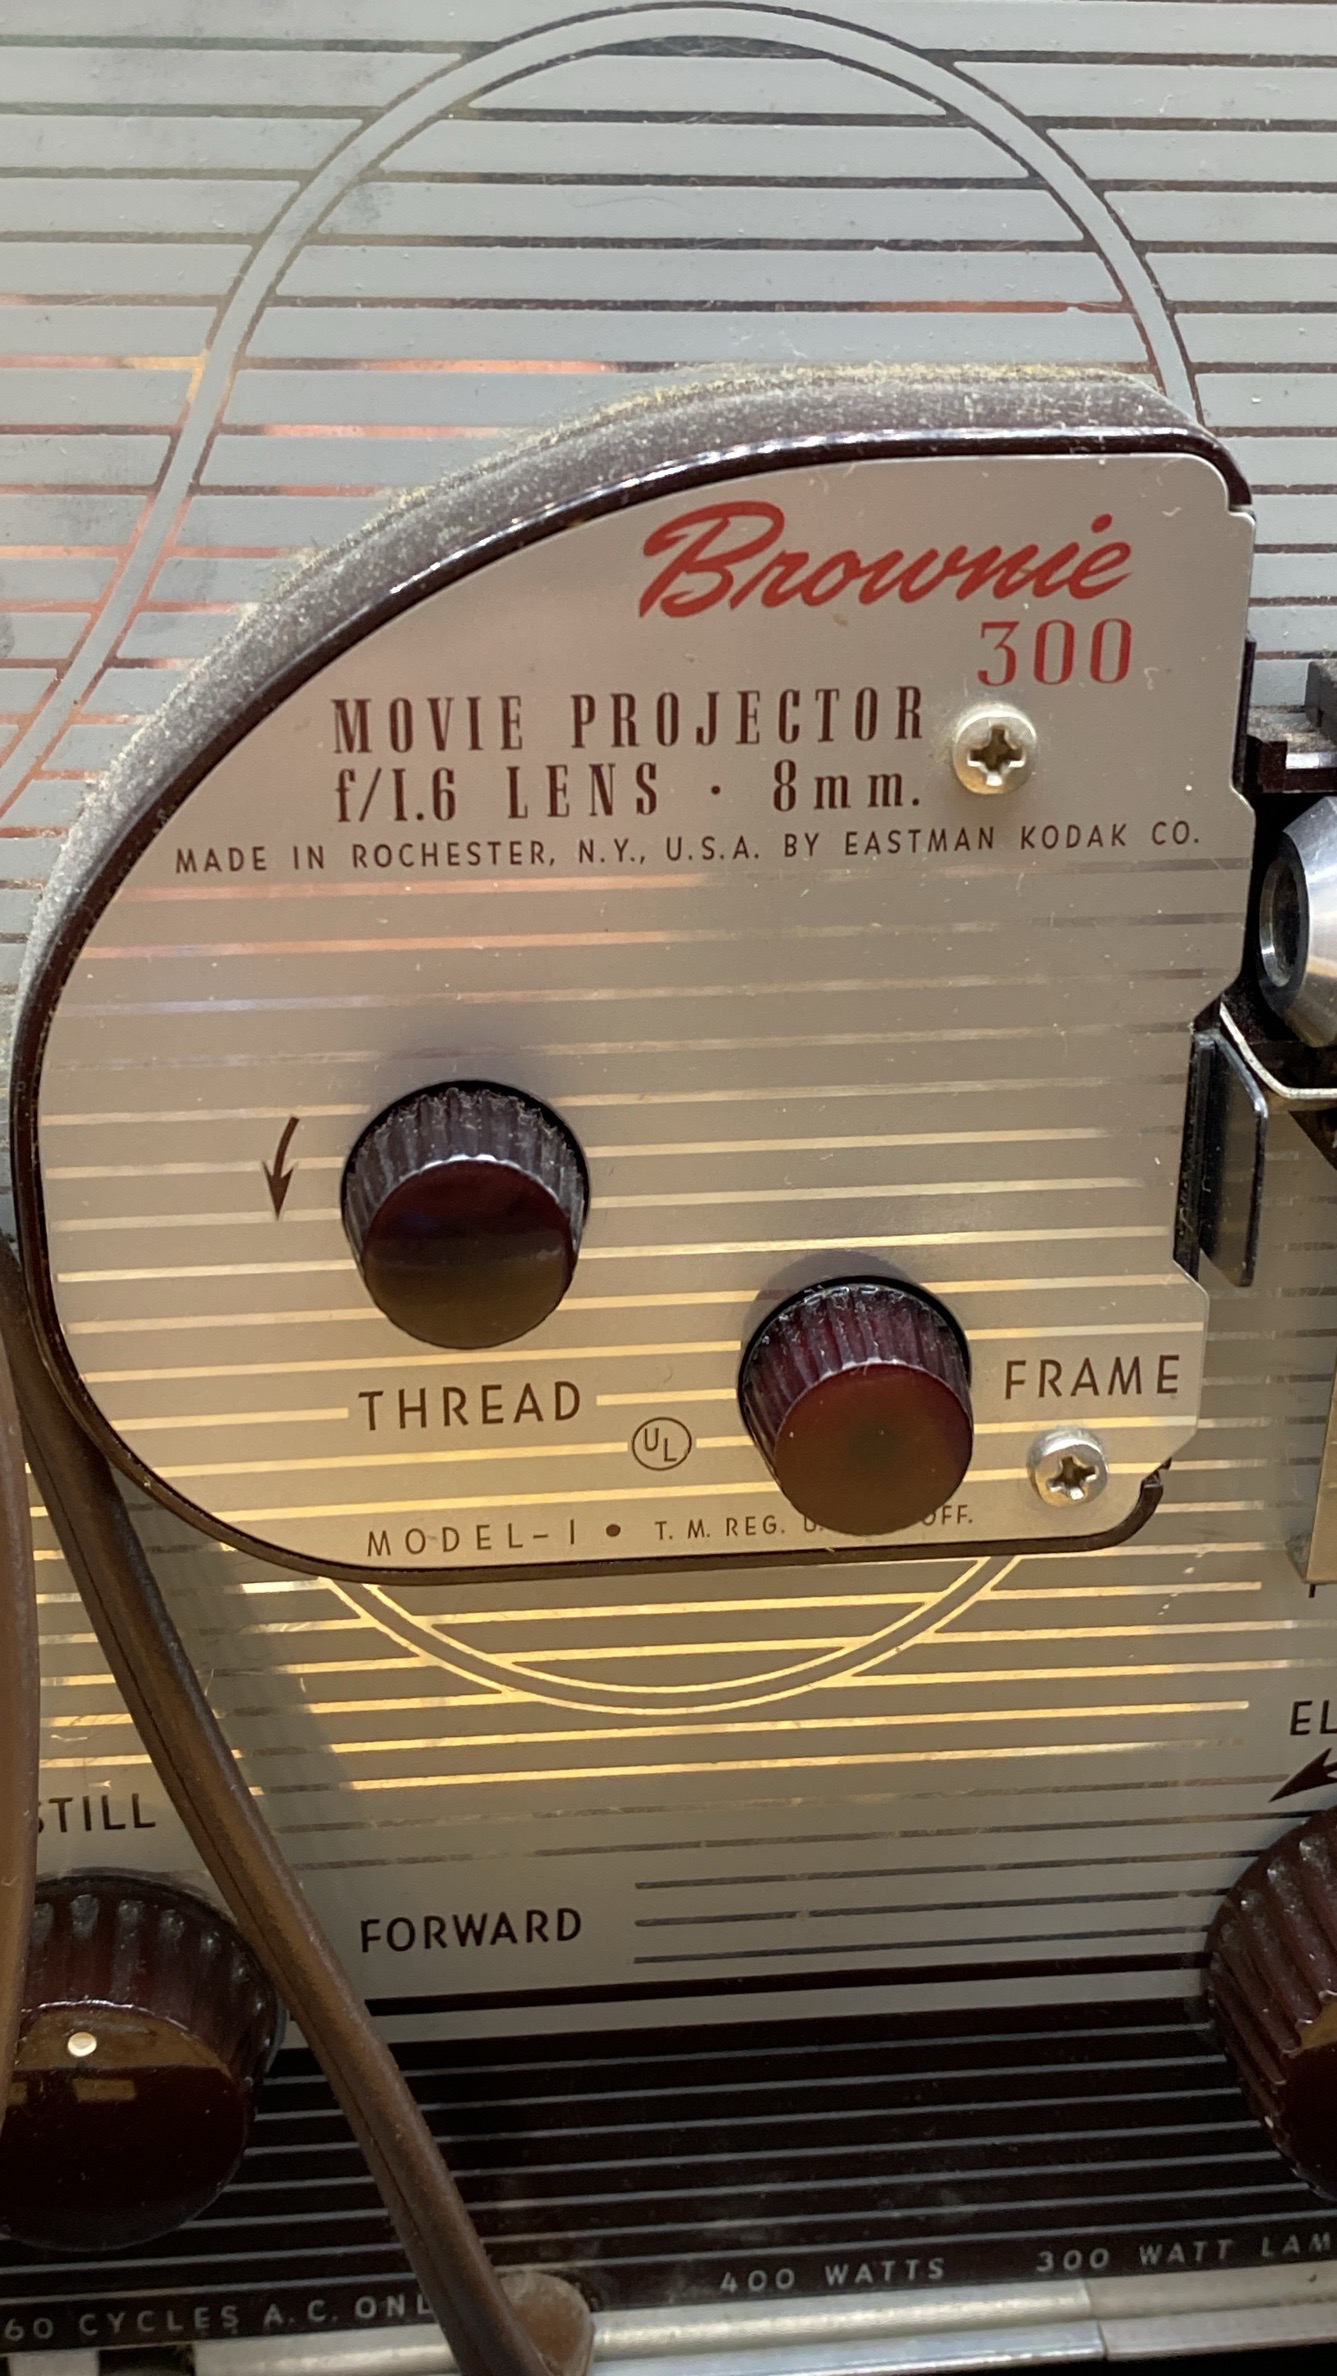 Brownie
300
MOVIE PROJECTOR
f/1.6 LENS · 8mm.
MADE IN ROCHESTER, N.Y., U.S.A. BY EASTMAN KODAK CO.
THREAD
FRAME
UL
MODEL-1 • T. M. REG. OFF.
STILL
FORWARD
400 WATTS 300 WATT
60 CYCLES A.C.